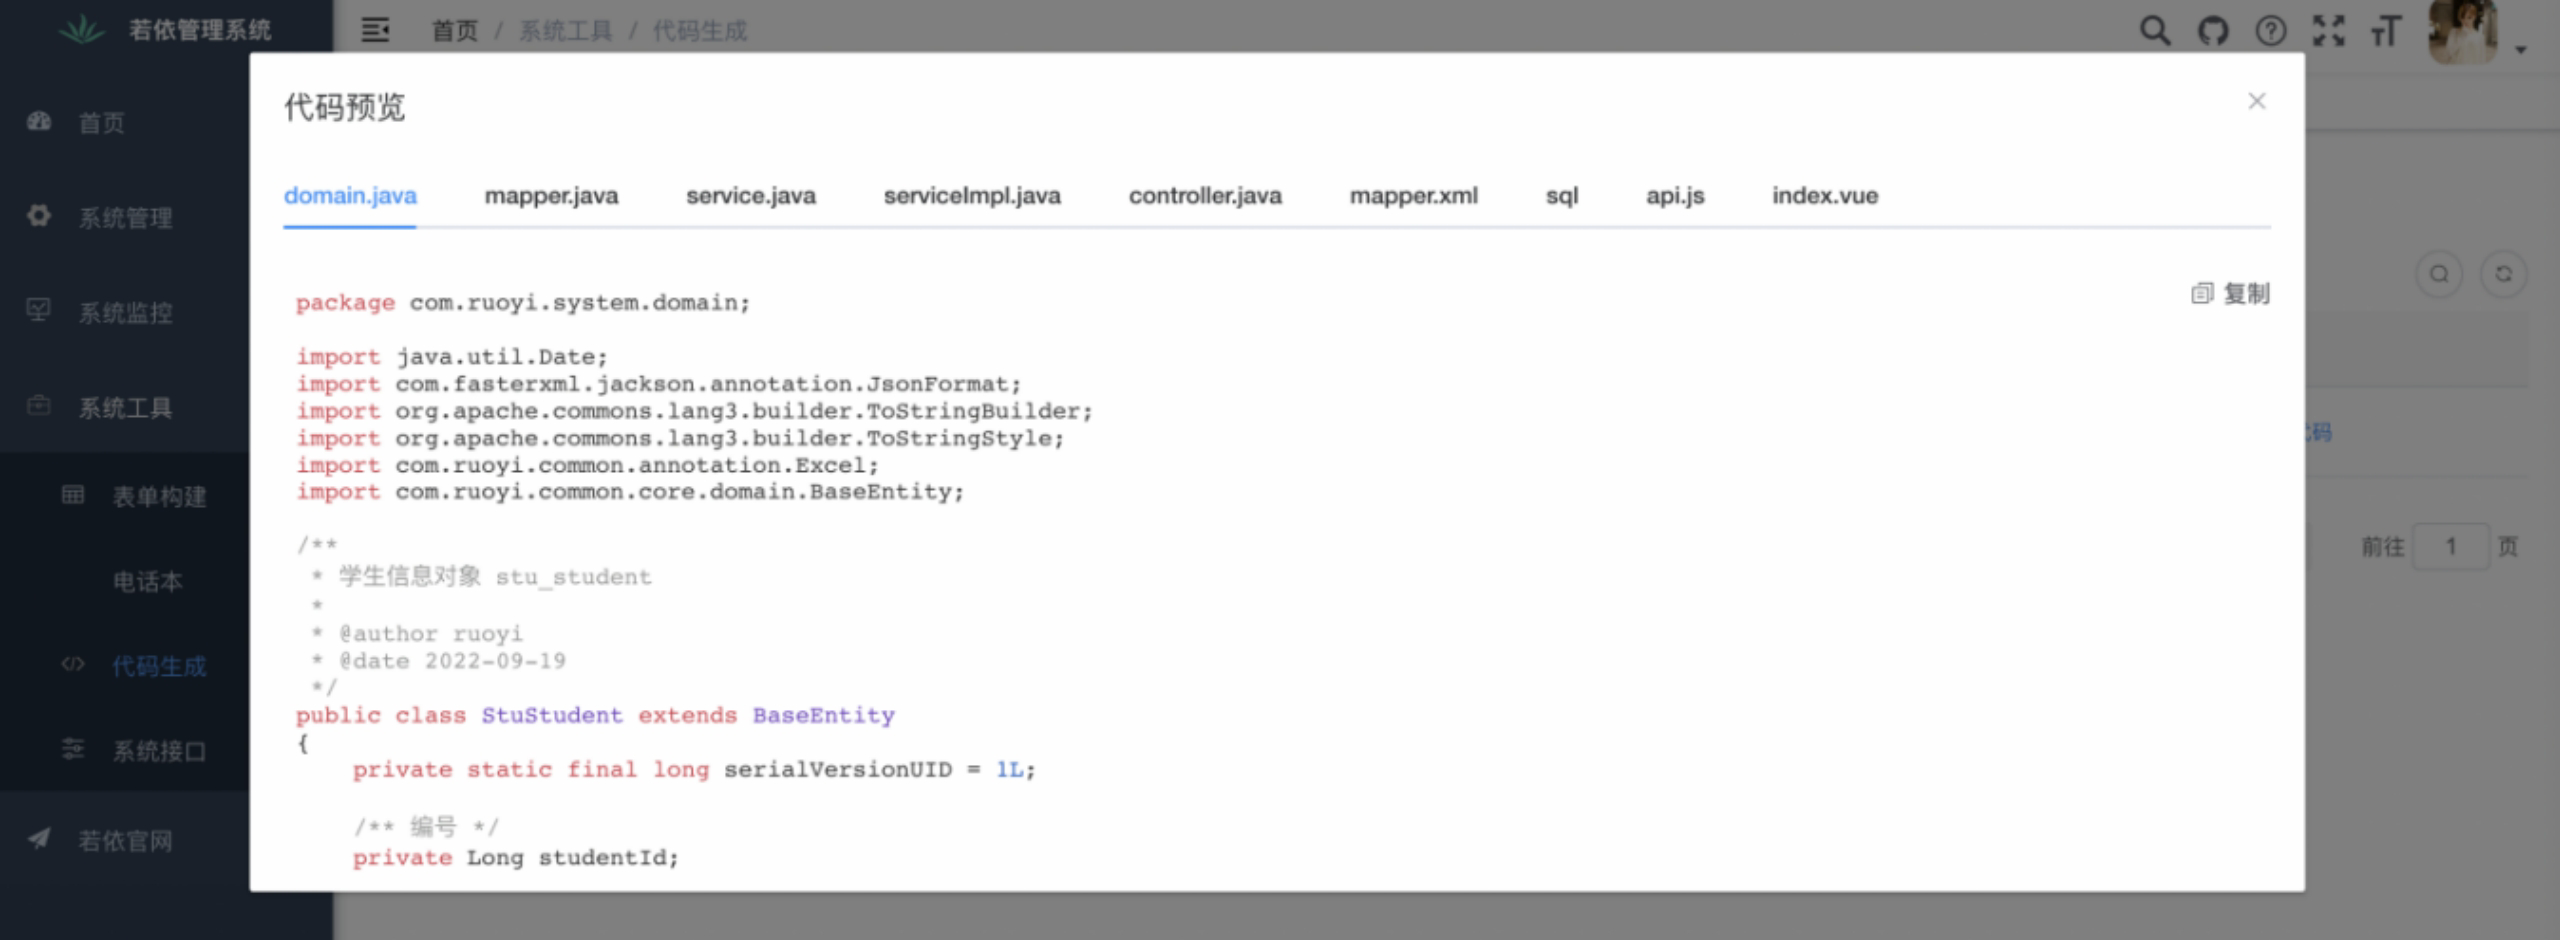 若依管理系统
首页 / 系统工具 / 代码生成
首页
系统管理
系统监控
系统工具
表单构建
电话本
代码生成
系统接口
若依官网
代码预览
domain.java mapper.java service.java serviceImpl.java controller.java mapper.xml sql api.js index.vue
复制
package com.ruoyi.system.domain;
import java.util.Date;
import com.fasterxml.jackson.annotation.JsonFormat;
import org.apache.commons.lang3.builder.ToStringBuilder;
import org.apache.commons.lang3.builder.ToStringStyle;
import com.ruoyi.common.annotation.Excel;
import com.ruoyi.common.core.domain.BaseEntity;
/**
 * 学生信息对象 stu_student
 *
 * @author ruoyi
 * @date 2022-09-19
 */
public class StuStudent extends BaseEntity
{
    private static final long serialVersionUID = 1L;
    /** 编号 */
    private Long studentId;
码
前往 1 页